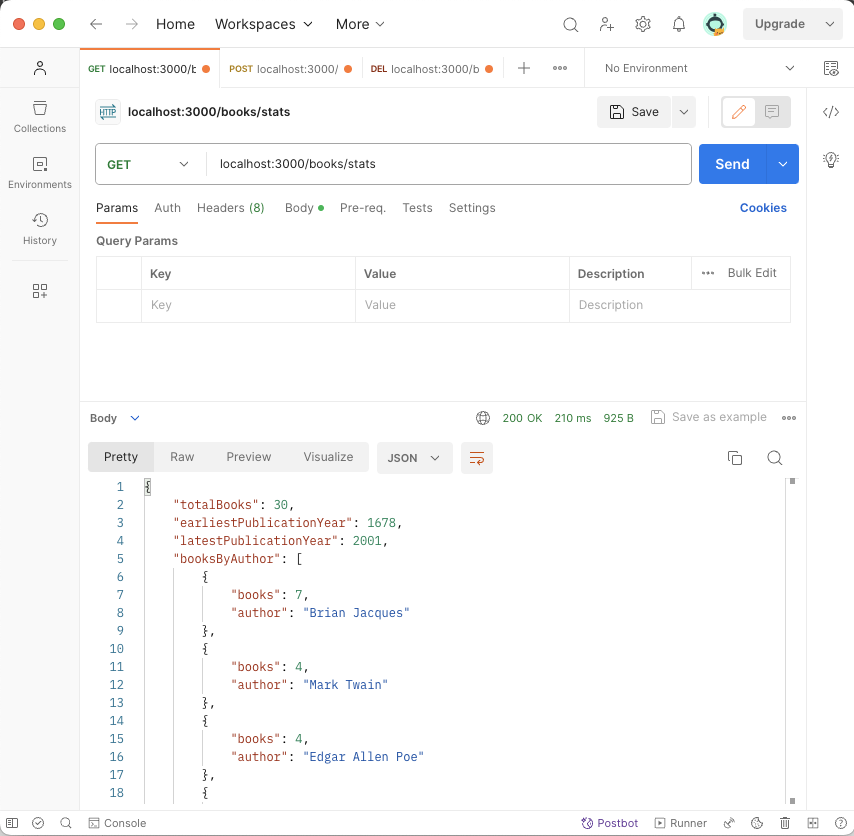 Home Workspaces More Upgrade
GET localhost:3000/b POST localhost:3000/ DEL localhost:3000/b No Environment
HTTP localhost:3000/books/stats Save
Collections
GET localhost:3000/books/stats Send
Environments
Params Auth Headers (8) Body Pre-req. Tests Settings Cookies
History
Query Params
Key Value Description Bulk Edit
Key Value Description
Body 200 OK 210 ms 925 B Save as example
Pretty Raw Preview Visualize JSON
1 {
2 "totalBooks": 30,
3 "earliestPublicationYear": 1678,
4 "latestPublicationYear": 2001,
5 "booksByAuthor": [
6 {
7 "books": 7,
8 "author": "Brian Jacques"
9 },
10 {
11 "books": 4,
12 "author": "Mark Twain"
13 },
14 {
15 "books": 4,
16 "author": "Edgar Allen Poe"
17 },
18 {
Console Postbot Runner